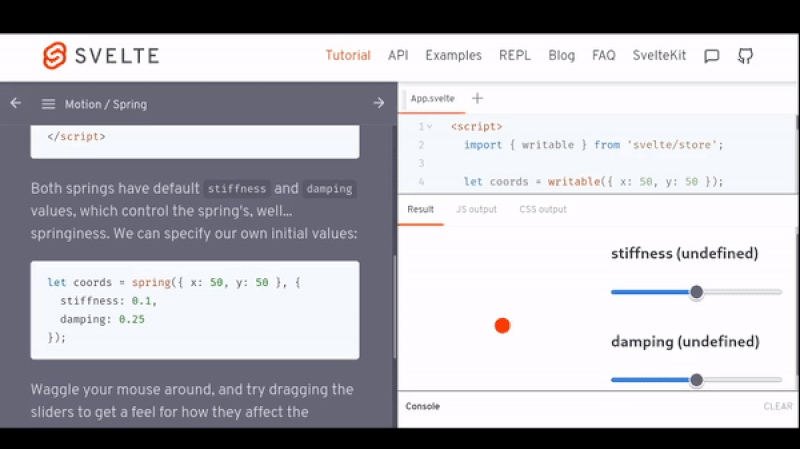 SVELTE
Tutorial API Examples REPL Blog FAQ SvelteKit
Motion / Spring
</script>
Both springs have default stiffness and damping
values, which control the spring's, well...
springiness. We can specify our own initial values:
let coords = spring({ x: 50, y: 50 }, {
stiffness: 0.1,
damping: 0.25
});
Waggle your mouse around, and try dragging the
sliders to get a feel for how they affect the
App.svelte +
1 <script>
2 import { writable } from 'svelte/store';
3
4 let coords = writable({ x: 50, y: 50 });
Result JS output CSS output
stiffness (undefined)
damping (undefined)
Console CLEAR